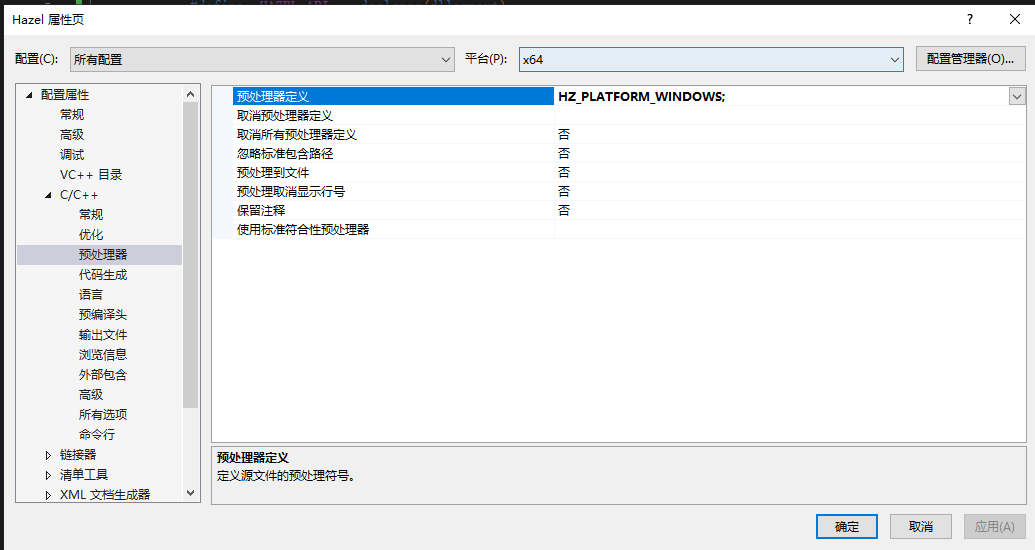 #define HAZEL_API __declspec(dllimport)
Hazel 属性页
?
配置(C):
所有配置
平台(P):
x64
配置管理器(O)...
配置属性
常规
高级
调试
VC++ 目录
C/C++
常规
优化
预处理器
代码生成
语言
预编译头
输出文件
浏览信息
外部包含
高级
所有选项
命令行
链接器
清单工具
XML 文档生成器
预处理器定义 HZ_PLATFORM_WINDOWS;
取消预处理器定义
取消所有预处理器定义 否
忽略标准包含路径 否
预处理到文件 否
预处理取消显示行号 否
保留注释 否
使用标准符合性预处理器
预处理器定义
定义源文件的预处理符号。
确定
取消
应用(A)